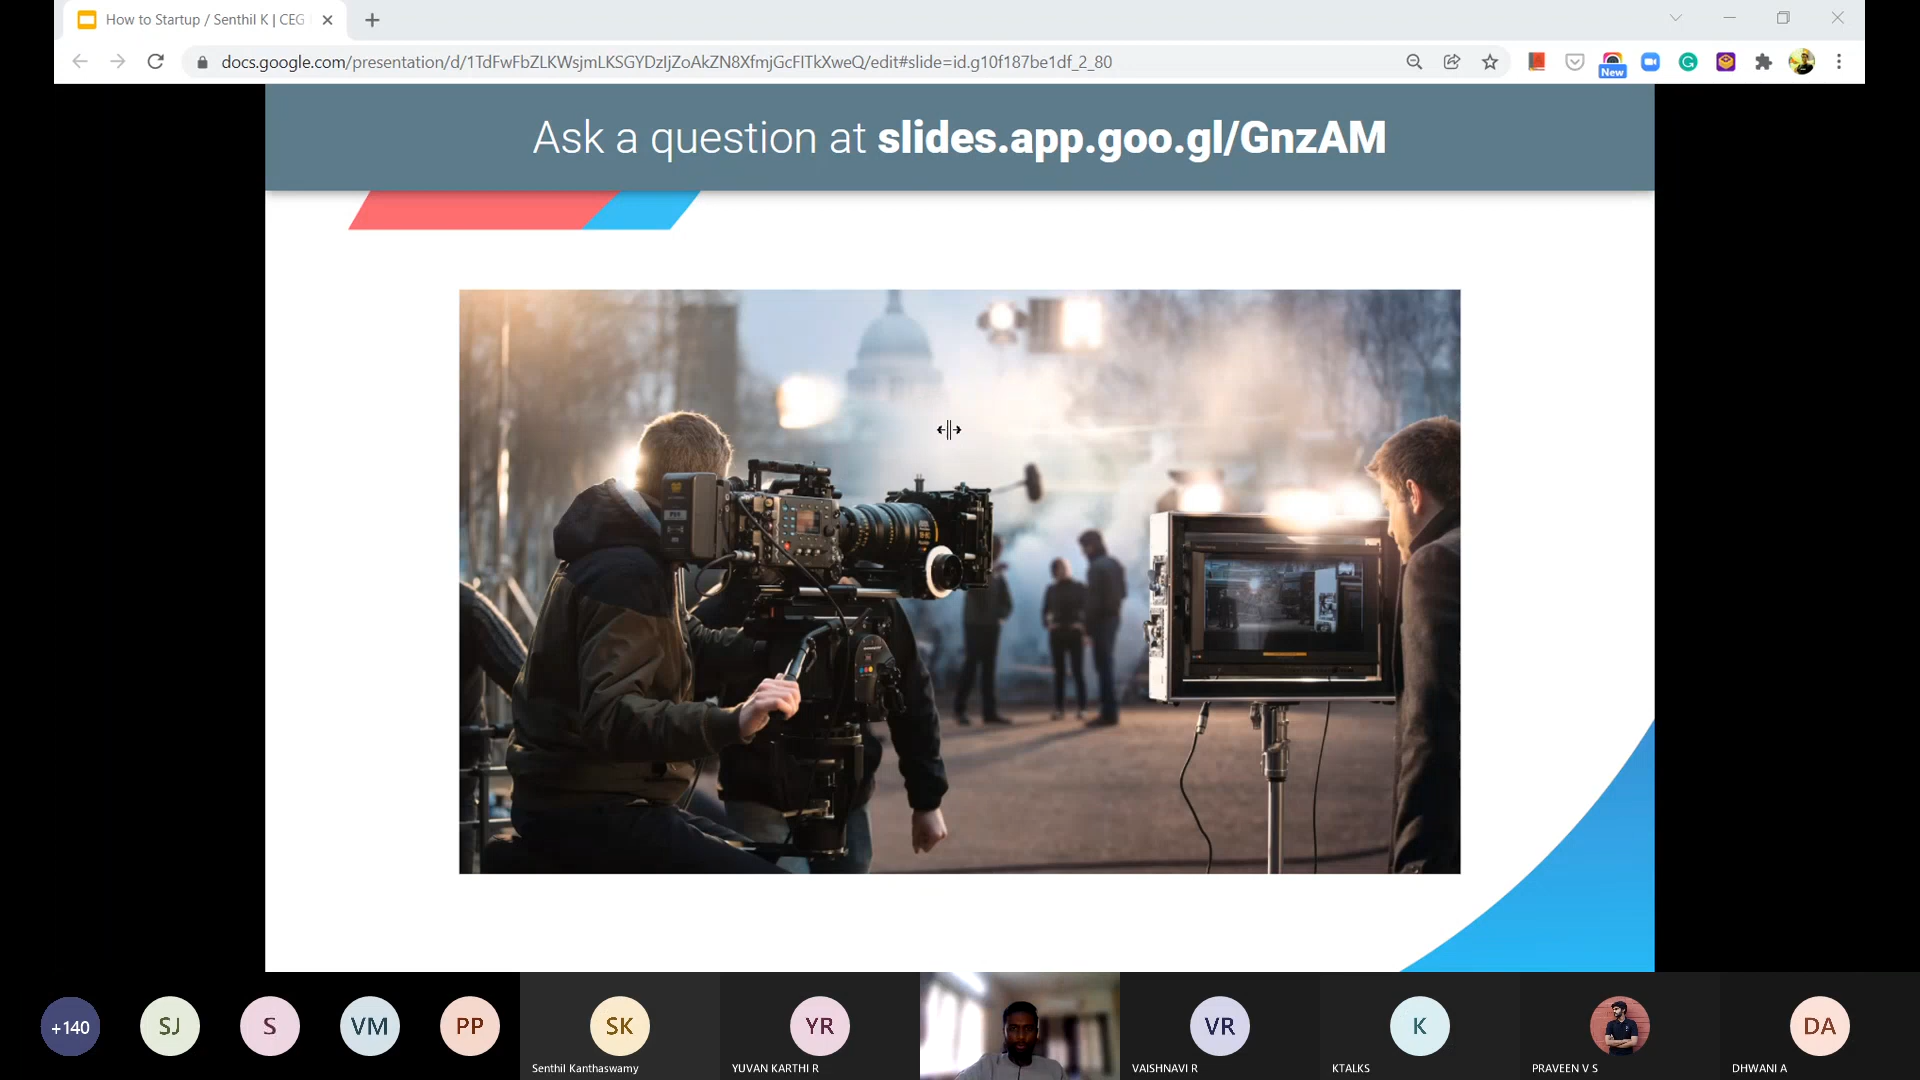 How to Startup / Senthil K | CEG
docs.google.com/presentation/d/1TdFwFbZLKWsjmLKSGYDzIjZoAkZN8XfmjGcFITkXweQ/edit#slide=id.g10f187be1df_2_80
New
Ask a question at slides.app.goo.gl/GnzAM
+140
SJ
S
VM
PP
SK
Senthil Kanthaswamy
YR
YUVAN KARTHI R
VR
VAISHNAVI R
K
KTALKS
PRAVEEN V S
DA
DHWANI A